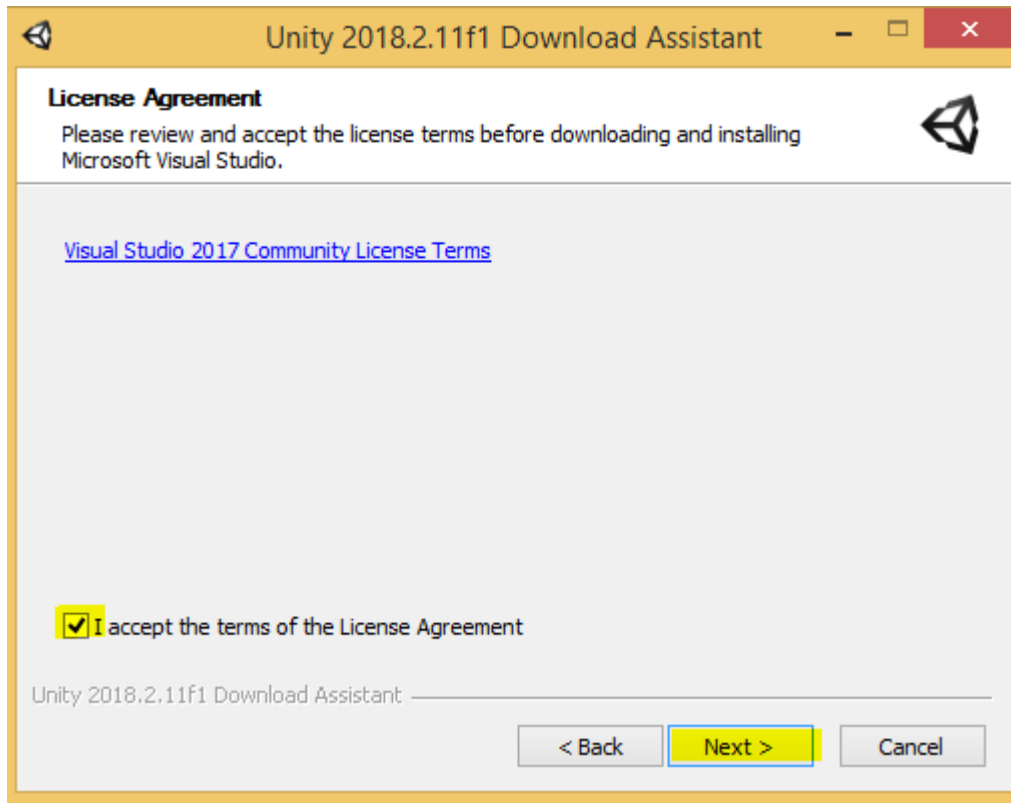 Unity 2018.2.11f1 Download Assistant
License Agreement
Please review and accept the license terms before downloading and installing
Microsoft Visual Studio.
Visual Studio 2017 Community License Terms
I accept the terms of the License Agreement
Unity 2018.2.11f1 Download Assistant
< Back Next > Cancel